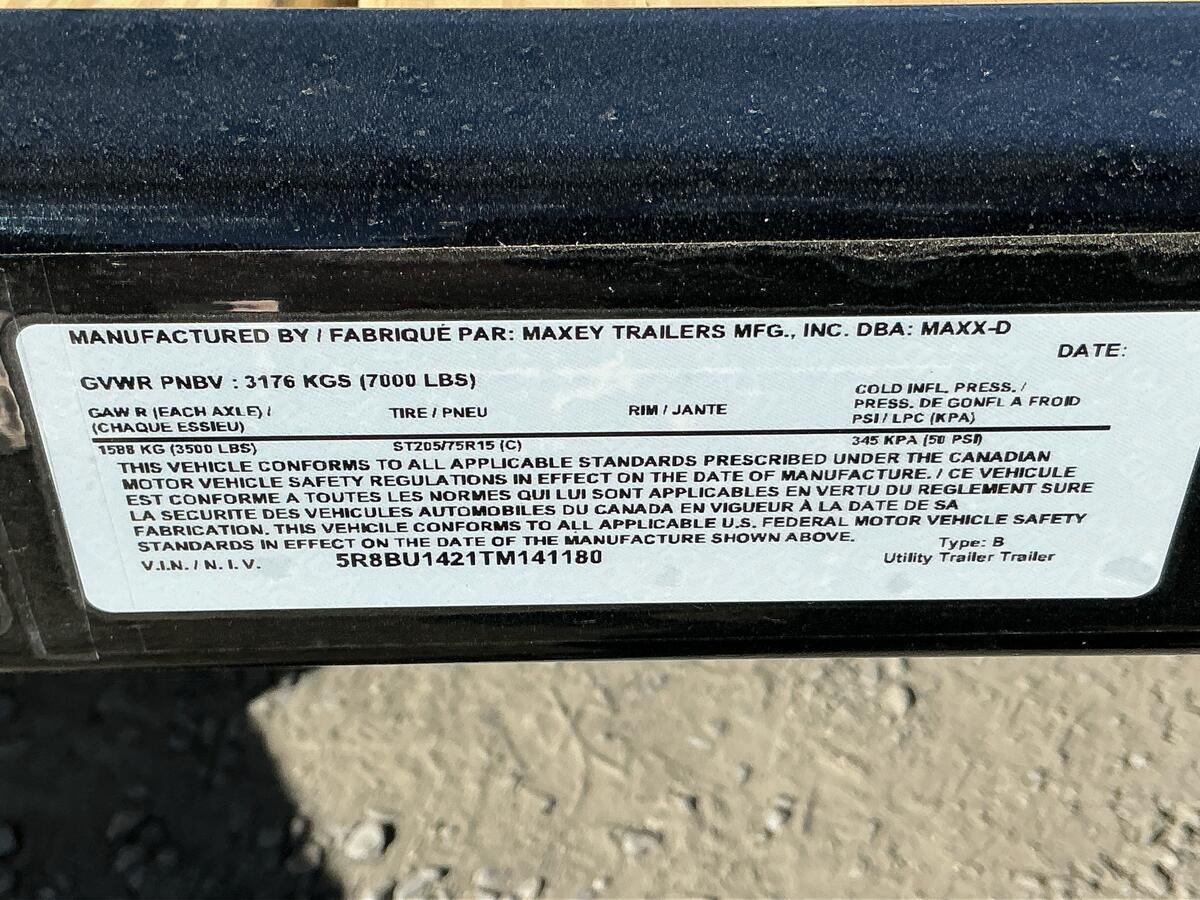 MANUFACTURED BY / FABRIQUÉ PAR: MAXEY TRAILERS MFG., INC. DBA: MAXX-D
DATE:
GVWR PNBV : 3176 KGS (7000 LBS)
GAWR (EACH AXLE) / (CHAQUE ESSIEU)
TIRE / PNEU
RIM / JANTE
COLD INFL. PRESS. /
PRESS. DE GONFL A FROID
PSI / LPC (KPA)
1588 KG (3500 LBS) ST205/75R15 (C) 345 KPA (50 PSI)
THIS VEHICLE CONFORMS TO ALL APPLICABLE STANDARDS PRESCRIBED UNDER THE CANADIAN
MOTOR VEHICLE SAFETY REGULATIONS IN EFFECT ON THE DATE OF MANUFACTURE. / CE VEHICULE
EST CONFORME A TOUTES LES NORMES QUI LUI SONT APPLICABLES EN VERTU DU REGLEMENT SURE
LA SECURITE DES VEHICULES AUTOMOBILES DU CANADA EN VIGUEUR À LA DATE DE SA
FABRICATION. THIS VEHICILE CONFORMS TO ALL APPLICABLE U.S. FEDERAL MOTOR VEHICLE SAFETY
STANDARDS IN EFFECT ON THE DATE OF THE MANUFACTURE SHOWN ABOVE.
Type: B
V.I.N. / N. I. V. 5R8BU1421TM141180
Utility Trailer Trailer